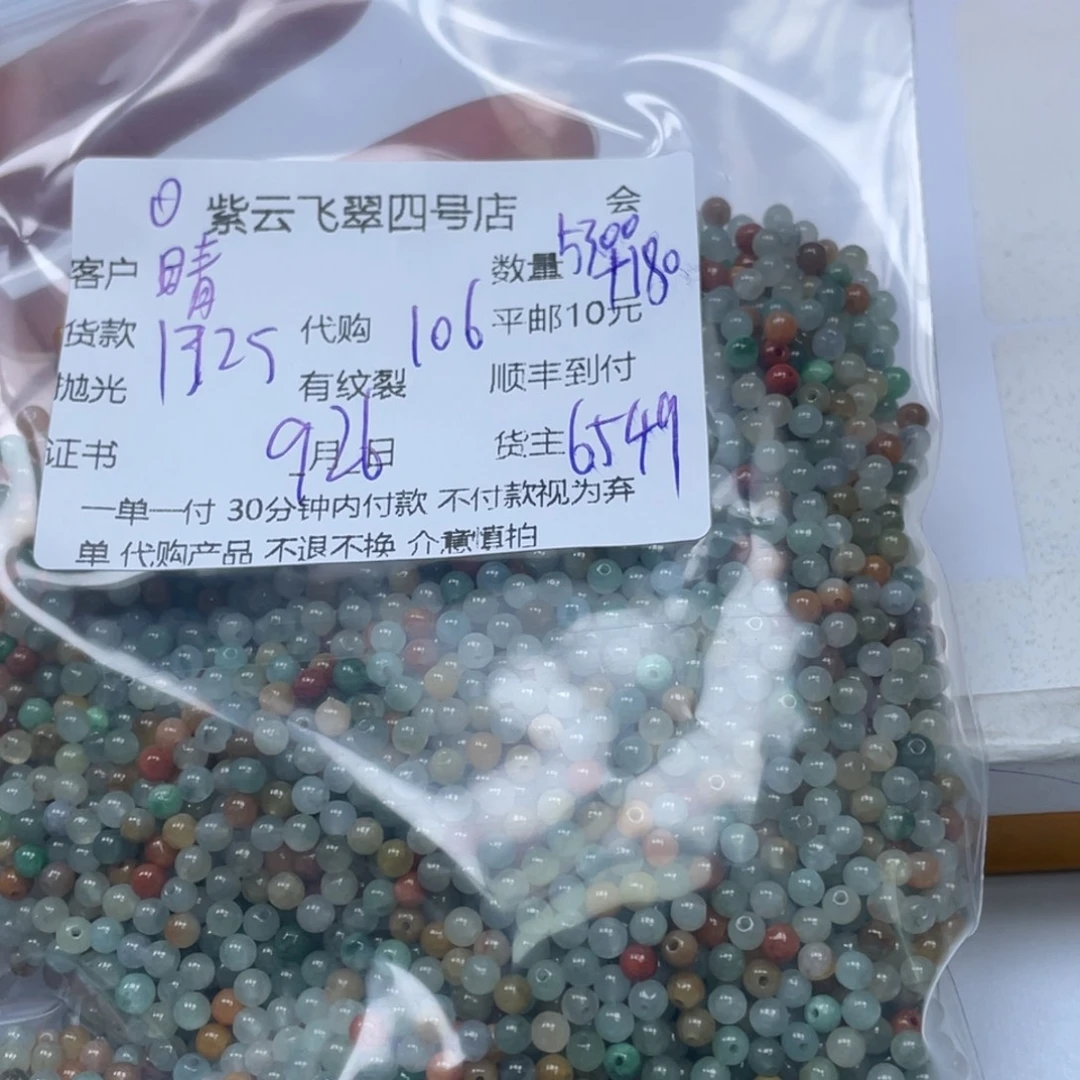 ① 紫云飞翠四号店 会
客户 晴 数量 5300 +180
货款 1325 代购 106 平邮10元
抛光 有纹裂 顺丰到付
证书 9月26日 货主 6549
一单一付 30分钟内付款 不付款视为弃
单 代购产品 不退不换 介意慎拍